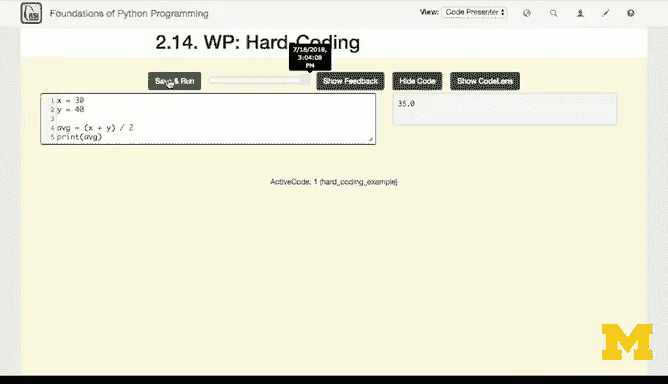 RSI Foundations of Python Programming View: Code Presenter
2.14. WP: Hard-Coding
7/18/2018,
3:04:08
PM
Save & Run Show Feedback Hide Code Show CodeLens
1 x = 30
2 y = 40
3
4 avg = (x + y) / 2
5 print(avg)
35.0
ActiveCode: 1 (hard_coding_example)
M